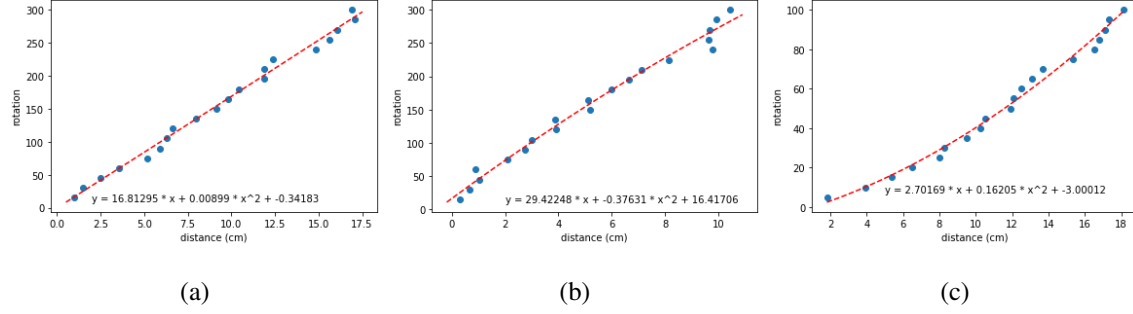 300
250
200
150
100
50
0
rotation
y = 16.81295 * x + 0.00899 * x^2 + -0.34183
0.0 2.5 5.0 7.5 10.0 12.5 15.0 17.5
distance (cm)
(a)
300
250
200
150
100
50
0
rotation
y = 29.42248 * x + -0.37631 * x^2 + 16.41706
0 2 4 6 8 10
distance (cm)
(b)
100
80
60
40
20
0
rotation
y = 2.70169 * x + 0.16205 * x^2 + -3.00012
2 4 6 8 10 12 14 16 18
distance (cm)
(c)